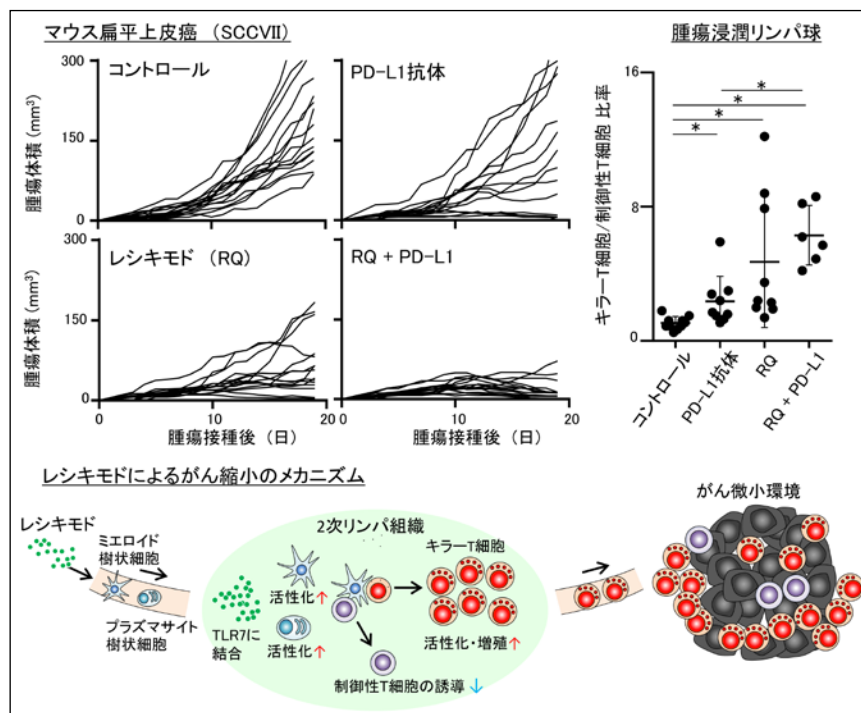 マウス扁平上皮癌 (SCCVII)
コントロール
PD-L1抗体
レシキモド (RQ)
RQ + PD-L1
腫瘍体積 (mm³)
300
150
0
腫瘍体積 (mm³)
300
150
0
0
10
20
0
10
20
腫瘍接種後 (日)
腫瘍接種後 (日)
腫瘍浸潤リンパ球
キラーT細胞/制御性T細胞 比率
16
8
0
*
*
*
*
コントロール
PD-L1抗体
RQ
RQ + PD-L1
レシキモドによるがん縮小のメカニズム
レシキモド
ミエロイド
樹状細胞
プラズマサイト
樹状細胞
2次リンパ組織
TLR7に
結合
活性化↑
活性化↑
キラーT細胞
活性化・増殖↑
制御性T細胞の誘導↓
がん微小環境